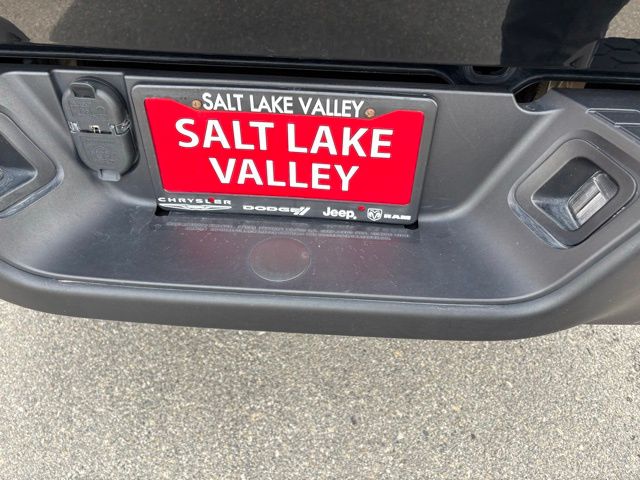 SALT LAKE VALLEY
SALT LAKE
VALLEY
CHRYSLER DODGE Jeep RAM